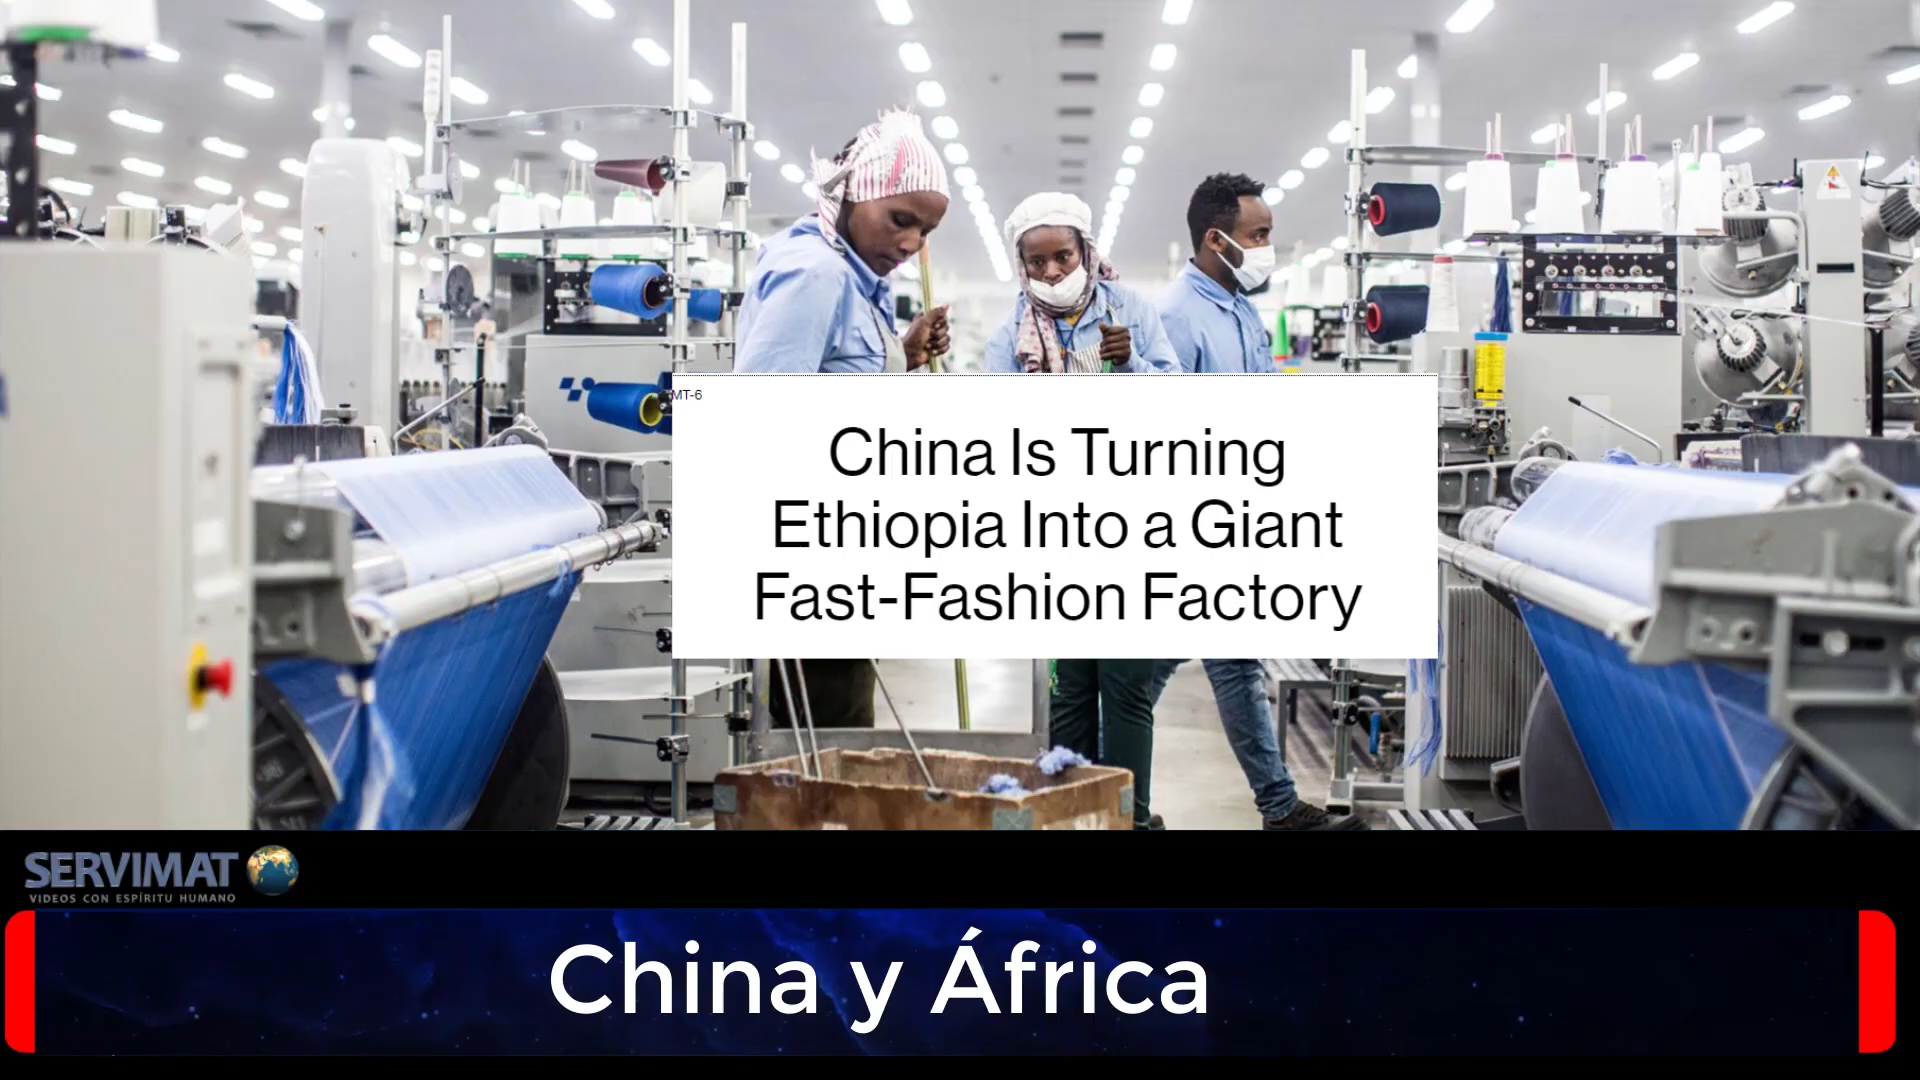 MT-6
China Is Turning
Ethiopia Into a Giant
Fast-Fashion Factory
SERVIMAT
VIDEOS CON ESPÍRITU HUMANO
China y África